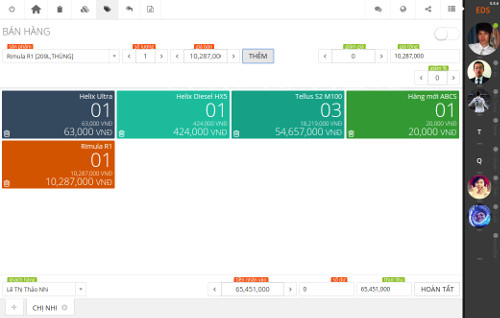 EDS
BÁN HÀNG
sản phẩm
số lượng
giá bán
giảm giá
giá ròng
Rimula R1 [209L,THÙNG]
1
10,287,000
THÊM
0
10,287,000
giảm %
0
Helix Ultra
01
63,000 VNĐ
63,000 VNĐ
Helix Diesel HX5
01
424,000 VNĐ
424,000 VNĐ
Tellus S2 M100
03
18,219,000 VNĐ
54,657,000 VNĐ
Hàng mới ABCS
01
20,000 VNĐ
20,000 VNĐ
Rimula R1
01
10,287,000 VNĐ
10,287,000 VNĐ
T
Q
khách hàng
tiền nhận vào
số dư
Lê Thị Thảo NN
65,451,000
0
65,451,000
HOÀN TẤT
CHỊ NHI